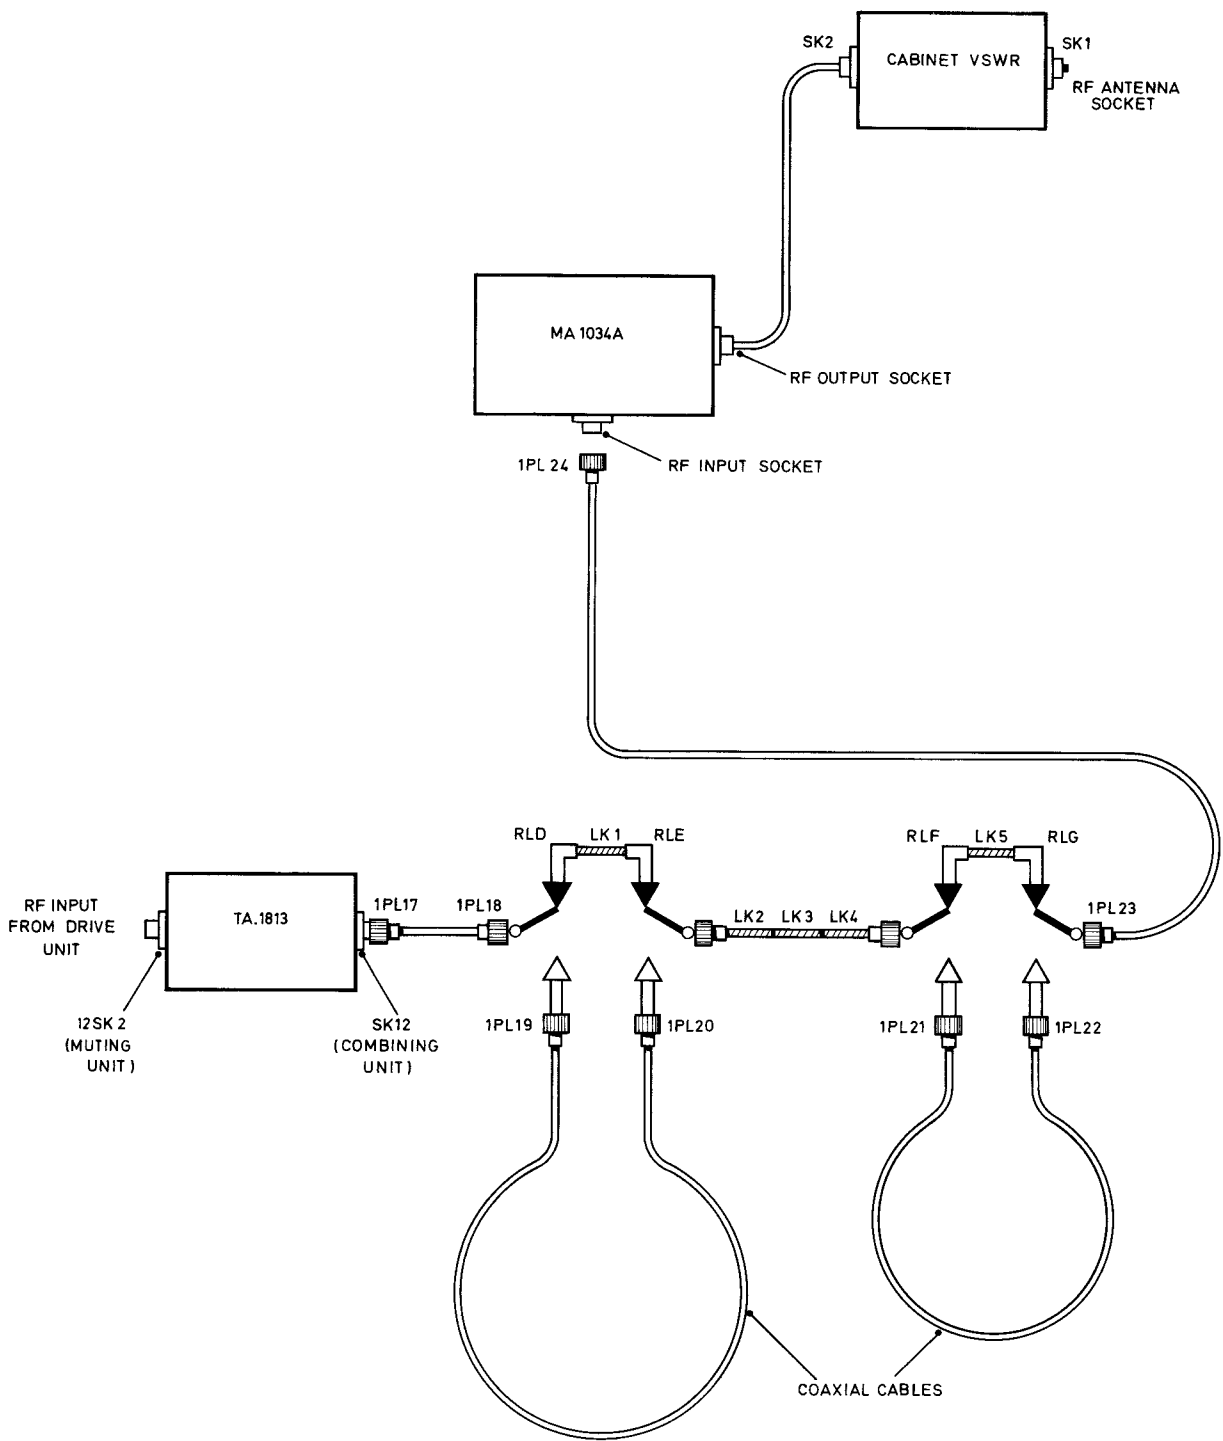 SK2
CABINET VSWR
SK1
RF ANTENNA
SOCKET
MA 1034A
RF OUTPUT SOCKET
1PL 24
RF INPUT SOCKET
RLD
LK 1
RLE
RLF
LK5
RLG
RF INPUT
FROM DRIVE
UNIT
TA.1813
1PL17
1PL18
LK2
LK3
LK4
1PL23
12SK 2
(MUTING
UNIT)
SK12
(COMBINING
UNIT)
1PL19
1PL20
1PL21
1PL22
COAXIAL CABLES